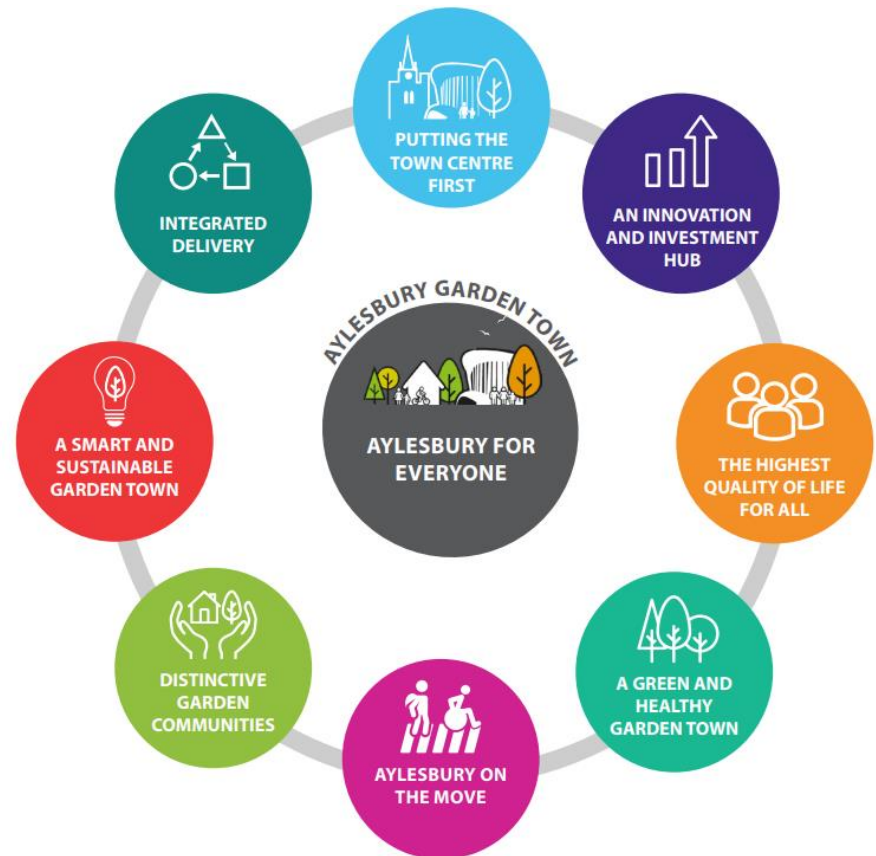 PUTTING THE
TOWN CENTRE
FIRST
AN INNOVATION
AND INVESTMENT
HUB
THE HIGHEST
QUALITY OF LIFE
FOR ALL
A GREEN AND
HEALTHY
GARDEN TOWN
AYLESBURY ON
THE MOVE
DISTINCTIVE
GARDEN
COMMUNITIES
A SMART AND
SUSTAINABLE
GARDEN TOWN
INTEGRATED
DELIVERY
AYLESBURY GARDEN TOWN
AYLESBURY FOR
EVERYONE